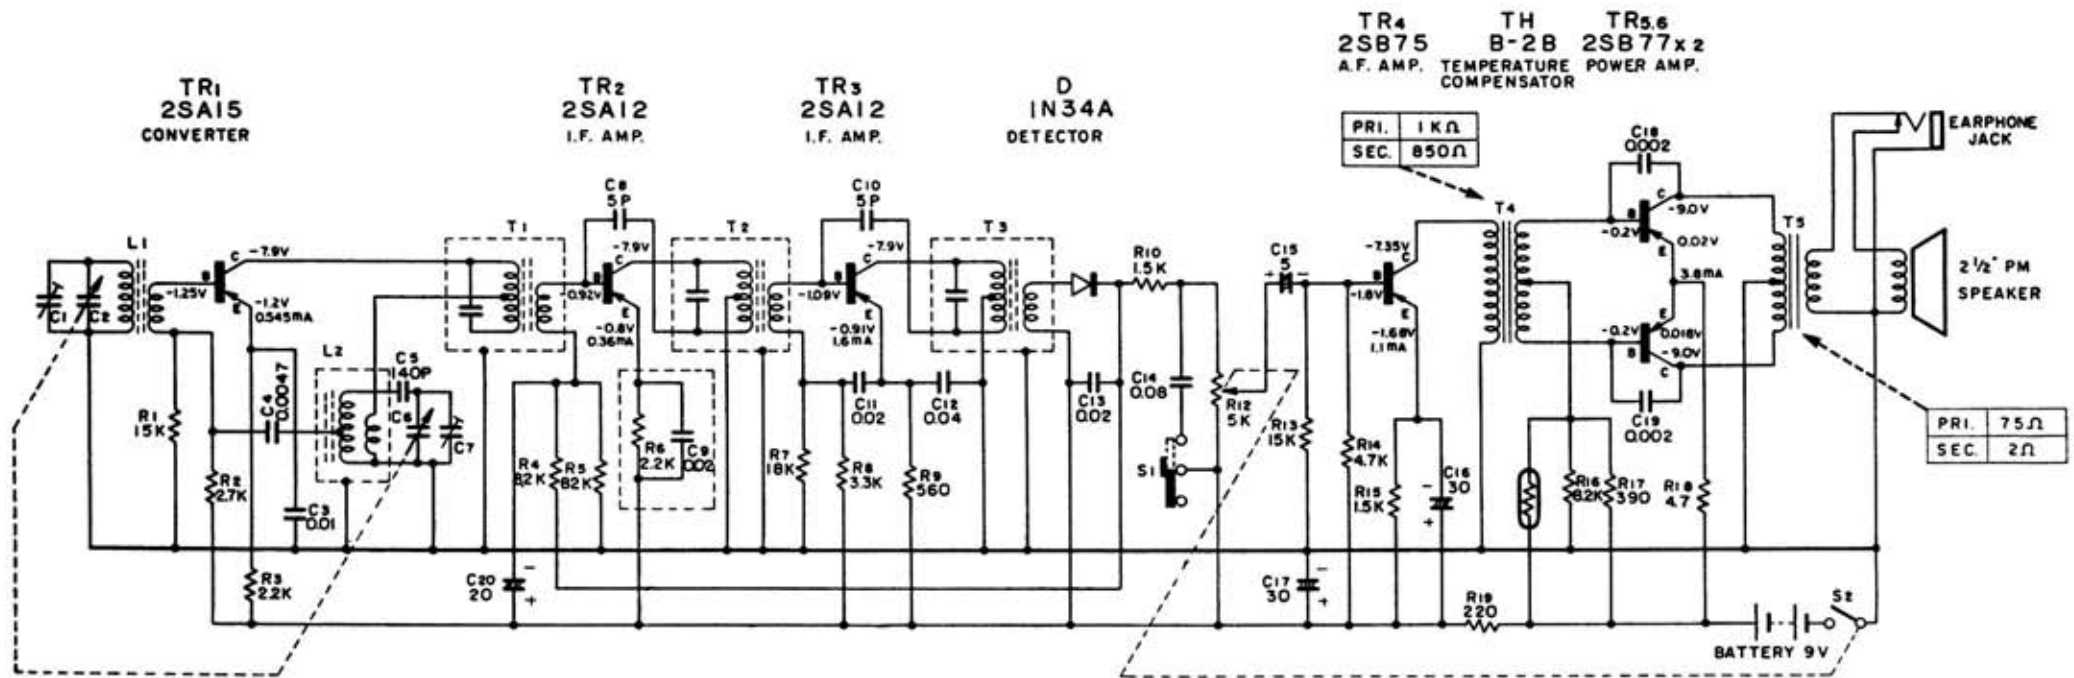 TR1
2SA15
CONVERTER
TR2
2SA12
I.F. AMP.
TR3
2SA12
I.F. AMP.
D
1N34A
DETECTOR
TR4
2SB75
A.F. AMP.
TH
B-2B
TEMPERATURE
COMPENSATOR
TR5,6
2SB77x2
POWER AMP.
PRI. 1KΩ
SEC. 850Ω
EARPHONE
JACK
2 1/2" PM
SPEAKER
PRI. 75Ω
SEC. 2Ω
L1
C1
C2
B
C
E
-7.9V
-1.25V
-1.2V
0.545mA
R1
15K
R2
2.7K
C4
0.0047
C3
0.01
R3
2.2K
L2
C5
140P
C6
C7
T1
C8
5P
B
C
E
-7.9V
-0.92V
-0.8V
0.36mA
C20
20
-
+
R4
82K
R5
82K
R6
2.2K
C9
0.02
T2
C10
5P
B
C
E
-7.9V
-1.09V
-0.91V
1.6mA
R7
18K
C11
0.02
R8
3.3K
C12
0.04
R9
560
T3
C13
0.02
R10
1.5K
C14
0.08
S1
R12
5K
C15
5
+ -
R13
15K
C17
30
-
+
R14
4.7K
B
C
E
-7.35V
-1.8V
-1.68V
1.1mA
R15
1.5K
C16
30
-
+
T4
C18
0.002
B
C
E
-9.0V
-0.2V
0.02V
3.8mA
E
B
C
-0.2V
0.018V
-9.0V
C19
0.002
R16
8.2K
R17
390
R18
4.7
R19
220
T5
S2
BATTERY 9V